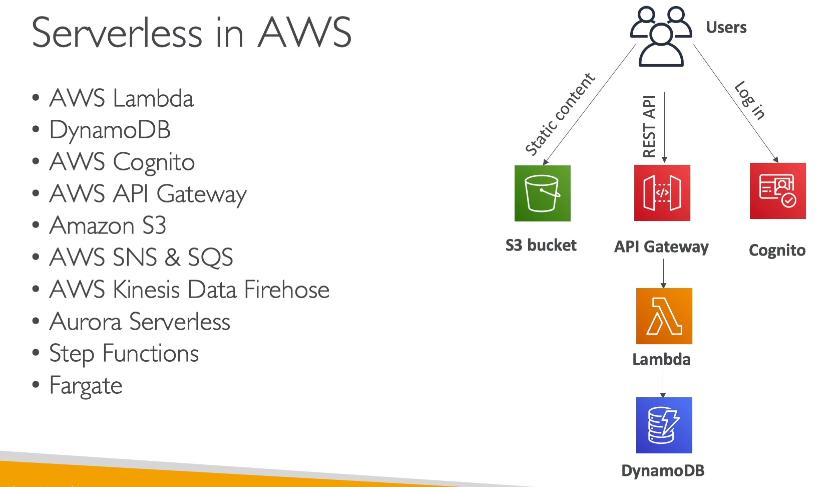 Serverless in AWS
• AWS Lambda
• DynamoDB
• AWS Cognito
• AWS API Gateway
• Amazon S3
• AWS SNS & SQS
• AWS Kinesis Data Firehose
• Aurora Serverless
• Step Functions
• Fargate
Users
Static content
REST API
Log in
S3 bucket
API Gateway
Cognito
Lambda
DynamoDB